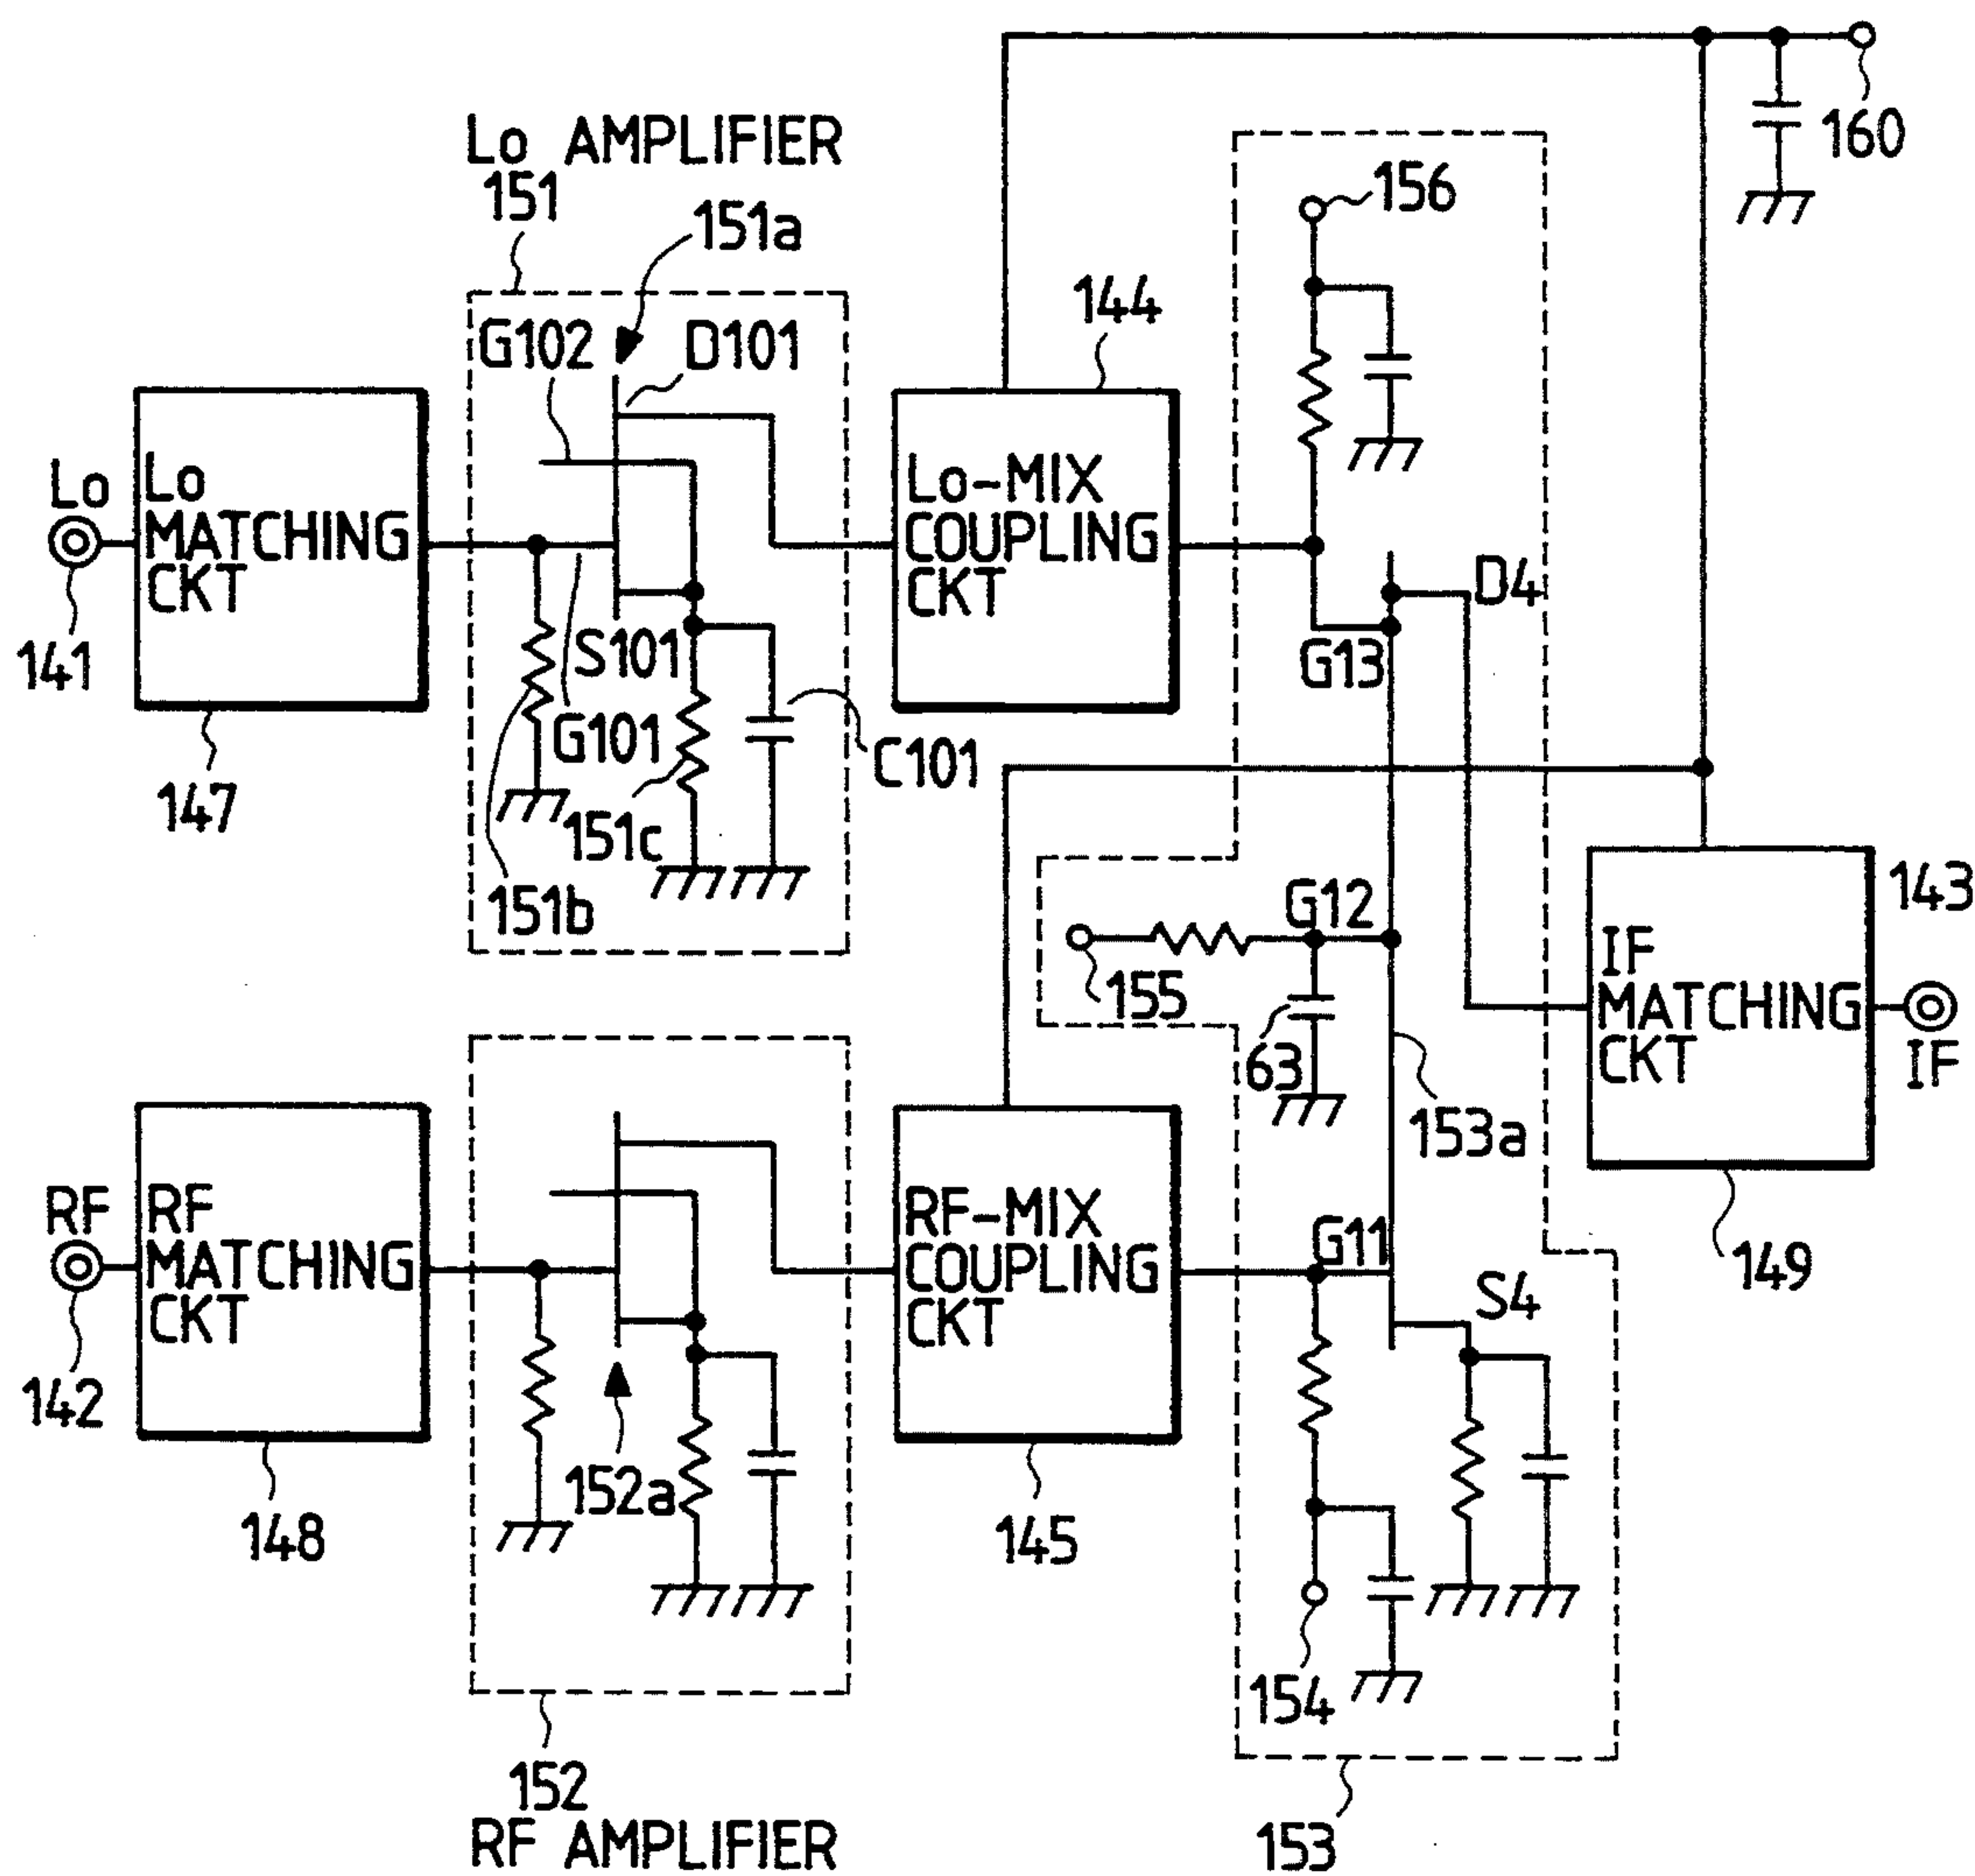 160
Lo AMPLIFIER
151
151a
156
G102
D101
144
Lo
Lo
MATCHING
CKT
Lo-MIX
COUPLING
CKT
D4
141
S101
G13
G101
C101
147
151c
151b
G12
143
155
IF
MATCHING
CKT
63
IF
153a
RF
RF
MATCHING
CKT
RF-MIX
COUPLING
CKT
G11
149
S4
142
152a
148
145
154
152
RF AMPLIFIER
153